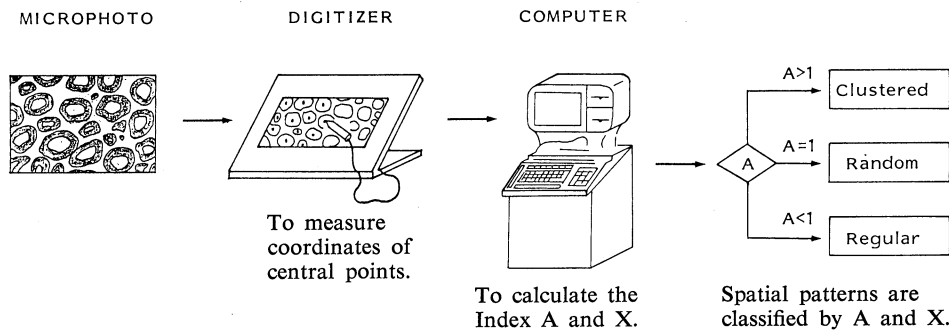 MICROPHOTO
DIGITIZER
COMPUTER
To measure
coordinates of
central points.
To calculate the
Index A and X.
A
A>1
Clustered
A=1
Random
A<1
Regular
Spatial patterns are
classified by A and X.